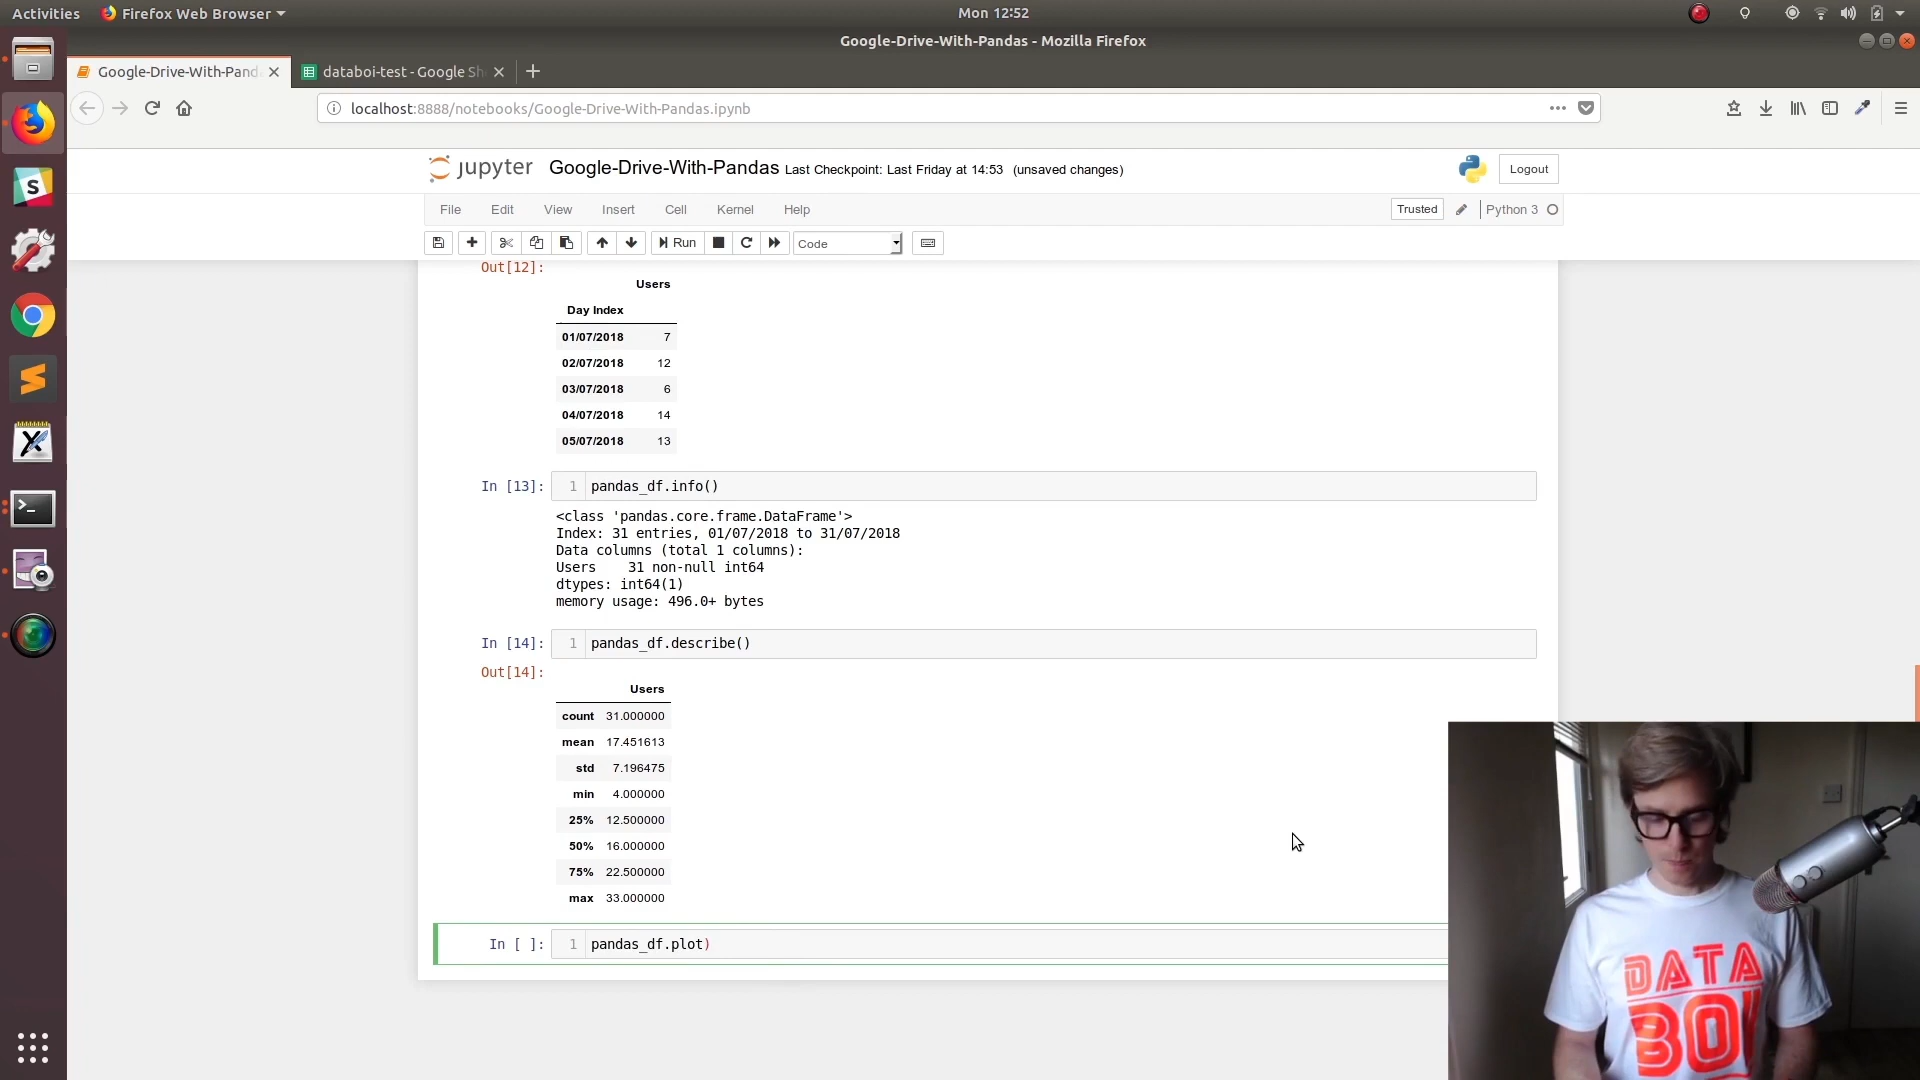 Activities Firefox Web Browser Mon 12:52
Google-Drive-With-Pandas - Mozilla Firefox
Google-Drive-With-Pand databoi-test - Google Sh
localhost:8888/notebooks/Google-Drive-With-Pandas.ipynb
jupyter Google-Drive-With-Pandas Last Checkpoint: Last Friday at 14:53 (unsaved changes) Logout
File Edit View Insert Cell Kernel Help Trusted Python 3
Run Code
Out[12]:
Users
Day Index
01/07/2018 7
02/07/2018 12
03/07/2018 6
04/07/2018 14
05/07/2018 13
In [13]: 1 pandas_df.info()
<class 'pandas.core.frame.DataFrame'>
Index: 31 entries, 01/07/2018 to 31/07/2018
Data columns (total 1 columns):
Users 31 non-null int64
dtypes: int64(1)
memory usage: 496.0+ bytes
In [14]: 1 pandas_df.describe()
Out[14]:
Users
count 31.000000
mean 17.451613
std 7.196475
min 4.000000
25% 12.500000
50% 16.000000
75% 22.500000
max 33.000000
In [ ]: 1 pandas_df.plot)
DATA
BOI